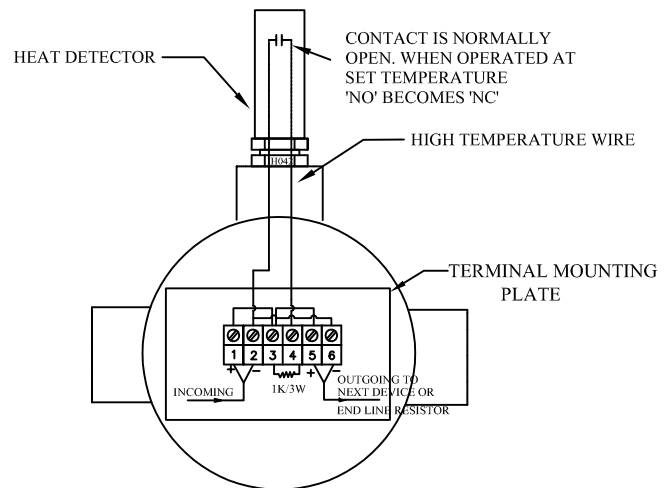 HEAT DETECTOR
CONTACT IS NORMALLY
OPEN. WHEN OPERATED AT
SET TEMPERATURE
'NO' BECOMES 'NC'
H042
HIGH TEMPERATURE WIRE
TERMINAL MOUNTING
PLATE
1 2 3 4 5 6
+ − + −
INCOMING
1K/3W
OUTGOING TO
NEXT DEVICE OR
END LINE RESISTOR